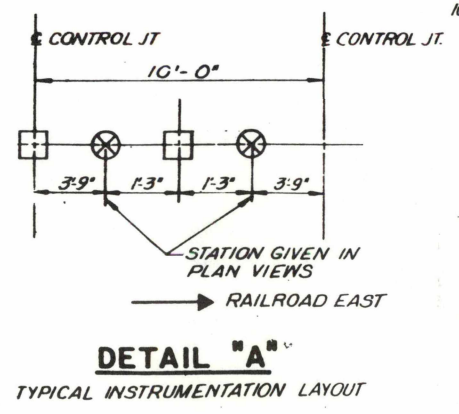 ℄ CONTROL JT
℄ CONTROL JT.
10'-0"
3'-9"
1'-3"
1'-3"
3'-9"
STATION GIVEN IN
PLAN VIEWS
RAILROAD EAST
DETAIL "A"
TYPICAL INSTRUMENTATION LAYOUT